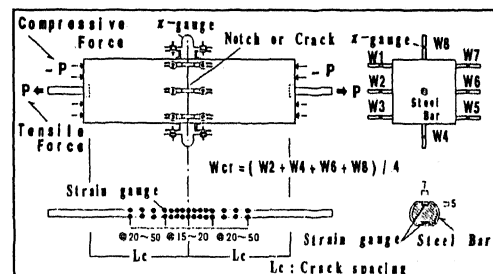 Compressive
Force
π-gauge
Notch or Crack
- P
- P
P
P
Tensile
Force
π-gauge
W8
W1
W7
W2
W6
W3
W5
Steel
Bar
W4
Wcr = ( W2 + W4 + W6 + W8 ) / 4
Strain gauge
@20~50
@15~20
@20~50
Lc
Lc
7
5
Strain gauge
Steel Bar
Lc : Crack spacing